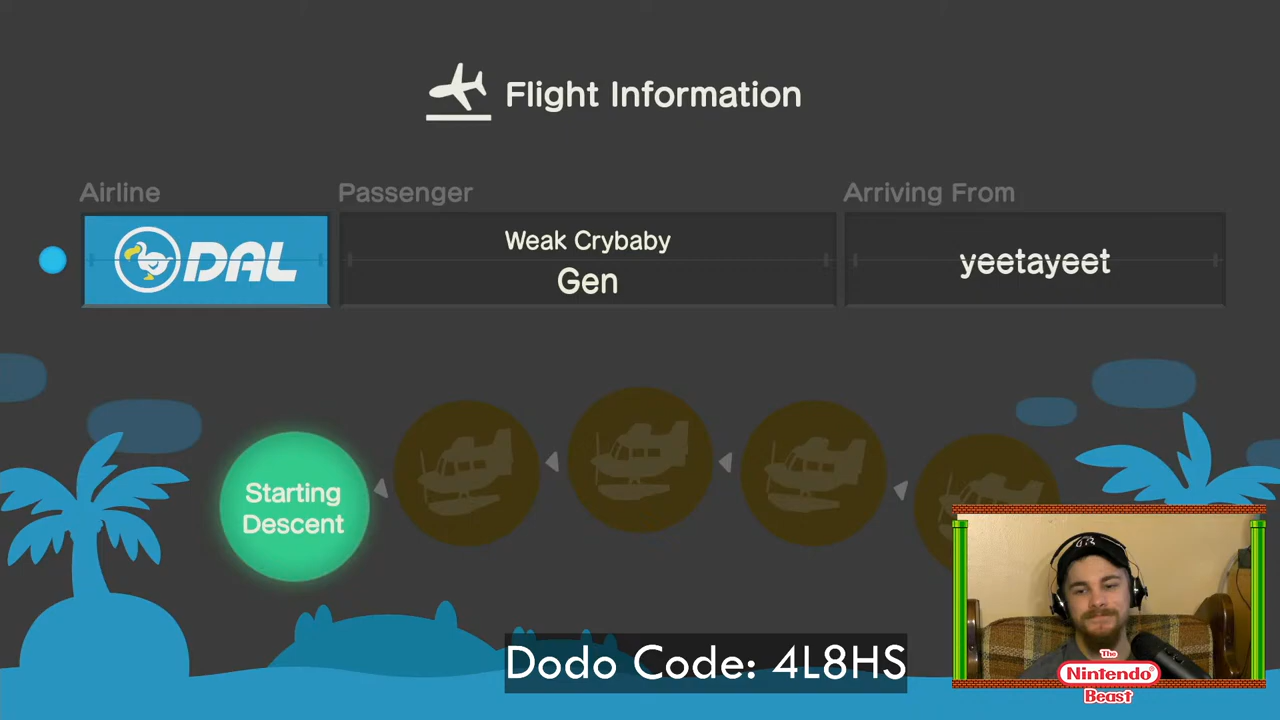 Flight Information
Airline
Passenger
Arriving From
DAL
Weak Crybaby
Gen
yeetayeet
Starting
Descent
Dodo Code: 4L8HS
The
Nintendo®
Beast